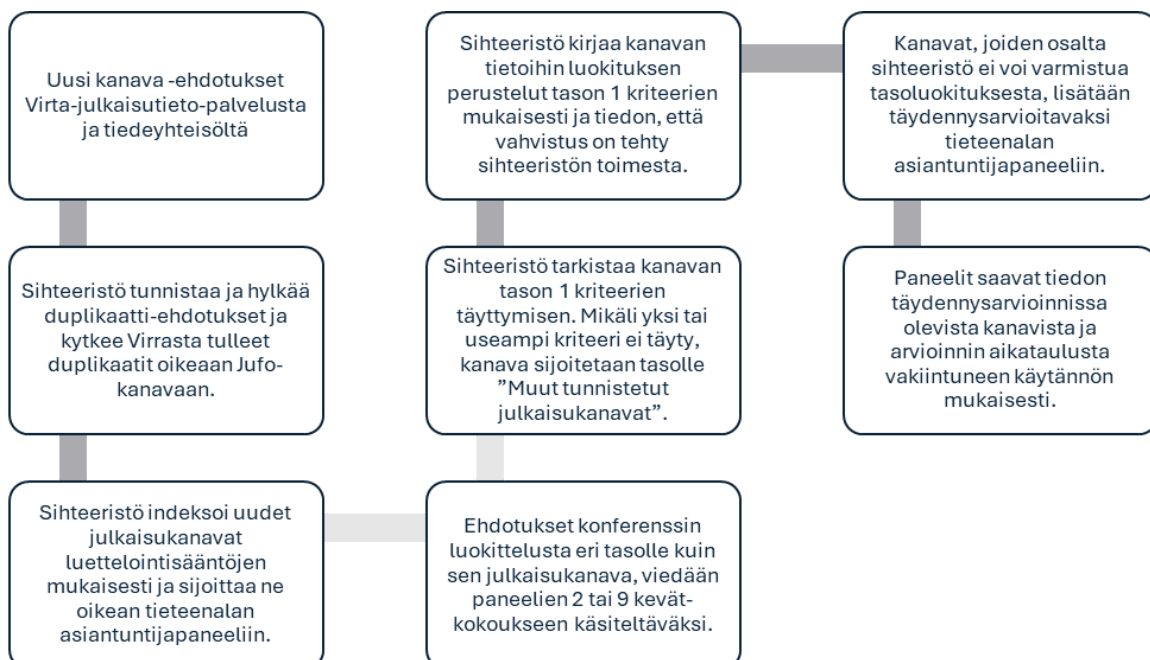 Uusi kanava -ehdotukset
Virta-julkaisutieto-palvelusta
ja tiedeyhteisöltä
Sihteeristö tunnistaa ja hylkää
duplikaatti-ehdotukset ja
kytkee Virrasta tulleet
duplikaatit oikeaan Jufo-
kanavaan.
Sihteeristö indeksoi uudet
julkaisukanavat
luettelointisääntöjen
mukaisesti ja sijoittaa ne
oikean tieteenalan
asiantuntijapaneeliin.
Ehdotukset konferenssin
luokittelusta eri tasolle kuin
sen julkaisukanava, viedään
paneelien 2 tai 9 kevät-
kokoukseen käsiteltäväksi.
Sihteeristö tarkistaa kanavan
tason 1 kriteerien
täyttymisen. Mikäli yksi tai
useampi kriteeri ei täyty,
kanava sijoitetaan tasolle
”Muut tunnistetut
julkaisukanavat”.
Sihteeristö kirjaa kanavan
tietoihin luokituksen
perustelut tason 1 kriteerien
mukaisesti ja tiedon, että
vahvistus on tehty
sihteeristön toimesta.
Kanavat, joiden osalta
sihteeristö ei voi varmistua
tasoluokituksesta, lisätään
täydennysarvioitavaksi
tieteenalan
asiantuntijapaneeliin.
Paneelit saavat tiedon
täydennysarvioinnissa
olevista kanavista ja
arvioinnin aikataulusta
vakiintuneen käytännön
mukaisesti.